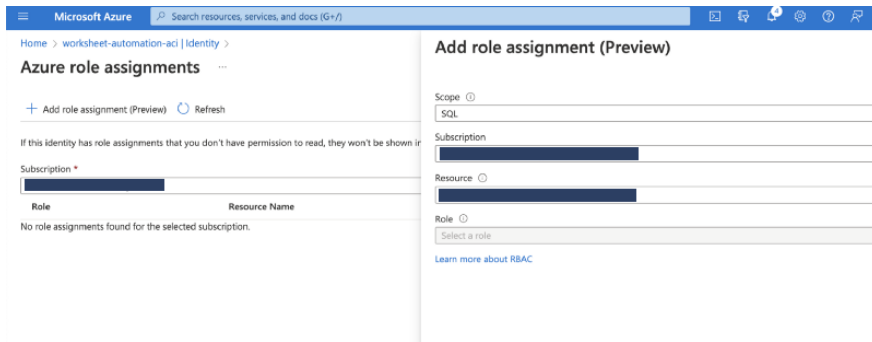 Microsoft Azure
Search resources, services, and docs (G+/)
4
Home > worksheet-automation-aci | Identity >
Azure role assignments ...
Add role assignment (Preview) Refresh
If this identity has role assignments that you don't have permission to read, they won't be shown in
Subscription *
Role Resource Name
No role assignments found for the selected subscription.
Add role assignment (Preview)
Scope
SQL
Subscription
Resource
Role
Select a role
Learn more about RBAC